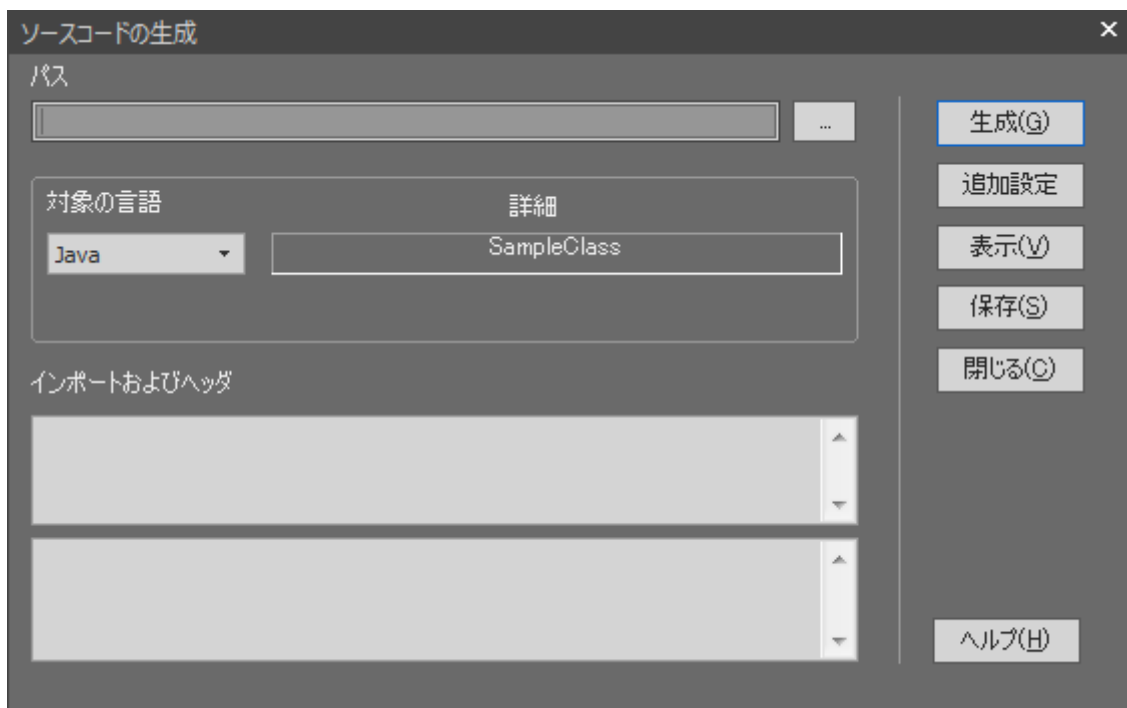 ソースコードの生成
パス
...
生成(G)
追加設定
対象の言語
詳細
Java
SampleClass
表示(V)
保存(S)
閉じる(C)
インポートおよびヘッダ
ヘルプ(H)